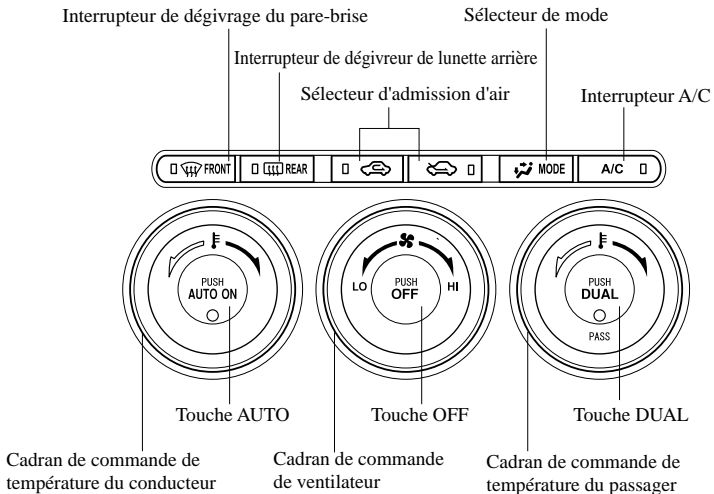 Interrupteur de dégivrage du pare-brise
Sélecteur de mode
Interrupteur de dégivreur de lunette arrière
Sélecteur d'admission d'air
Interrupteur A/C
FRONT
REAR
MODE
A/C
PUSH
AUTO ON
LO
PUSH
OFF
HI
PUSH
DUAL
PASS
Touche AUTO
Touche OFF
Touche DUAL
Cadran de commande de
température du conducteur
Cadran de commande
de ventilateur
Cadran de commande de
température du passager